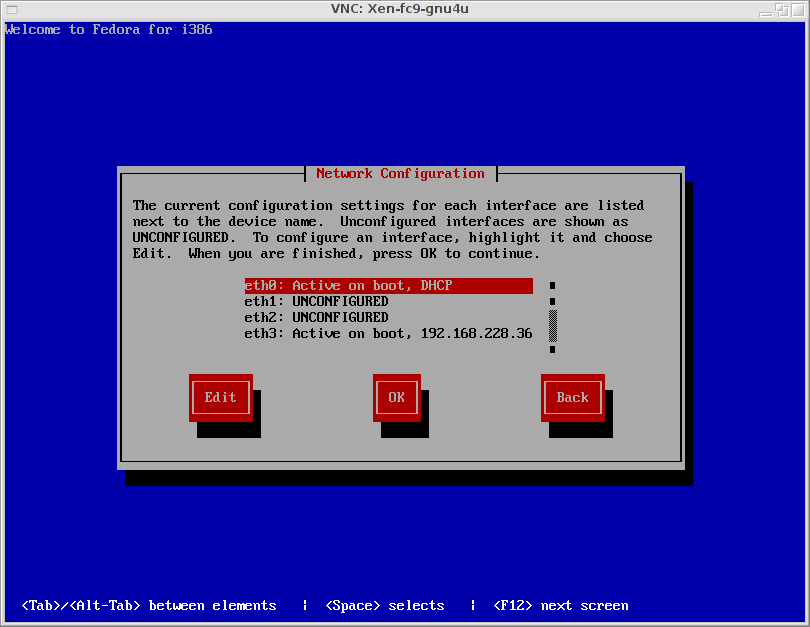 VNC: Xen-fc9-gnu4u
Welcome to Fedora for i386
Network Configuration
The current configuration settings for each interface are listed
next to the device name.  Unconfigured interfaces are shown as
UNCONFIGURED.  To configure an interface, highlight it and choose
Edit.  When you are finished, press OK to continue.
eth0: Active on boot, DHCP
eth1: UNCONFIGURED
eth2: UNCONFIGURED
eth3: Active on boot, 192.168.228.36
Edit OK Back
<Tab>/<Alt-Tab> between elements | <Space> selects | <F12> next screen